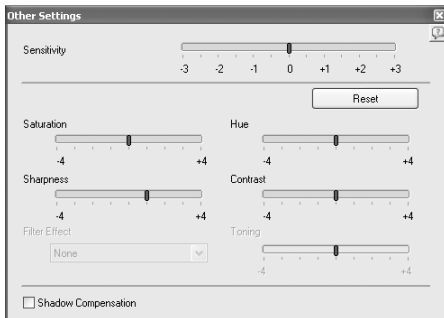 Other Settings
Sensitivity
-3 -2 -1 0 +1 +2 +3
Reset
Saturation Hue
-4 +4 -4 +4
Sharpness Contrast
-4 +4 -4 +4
Filter Effect Toning
None
-4 +4
Shadow Compensation